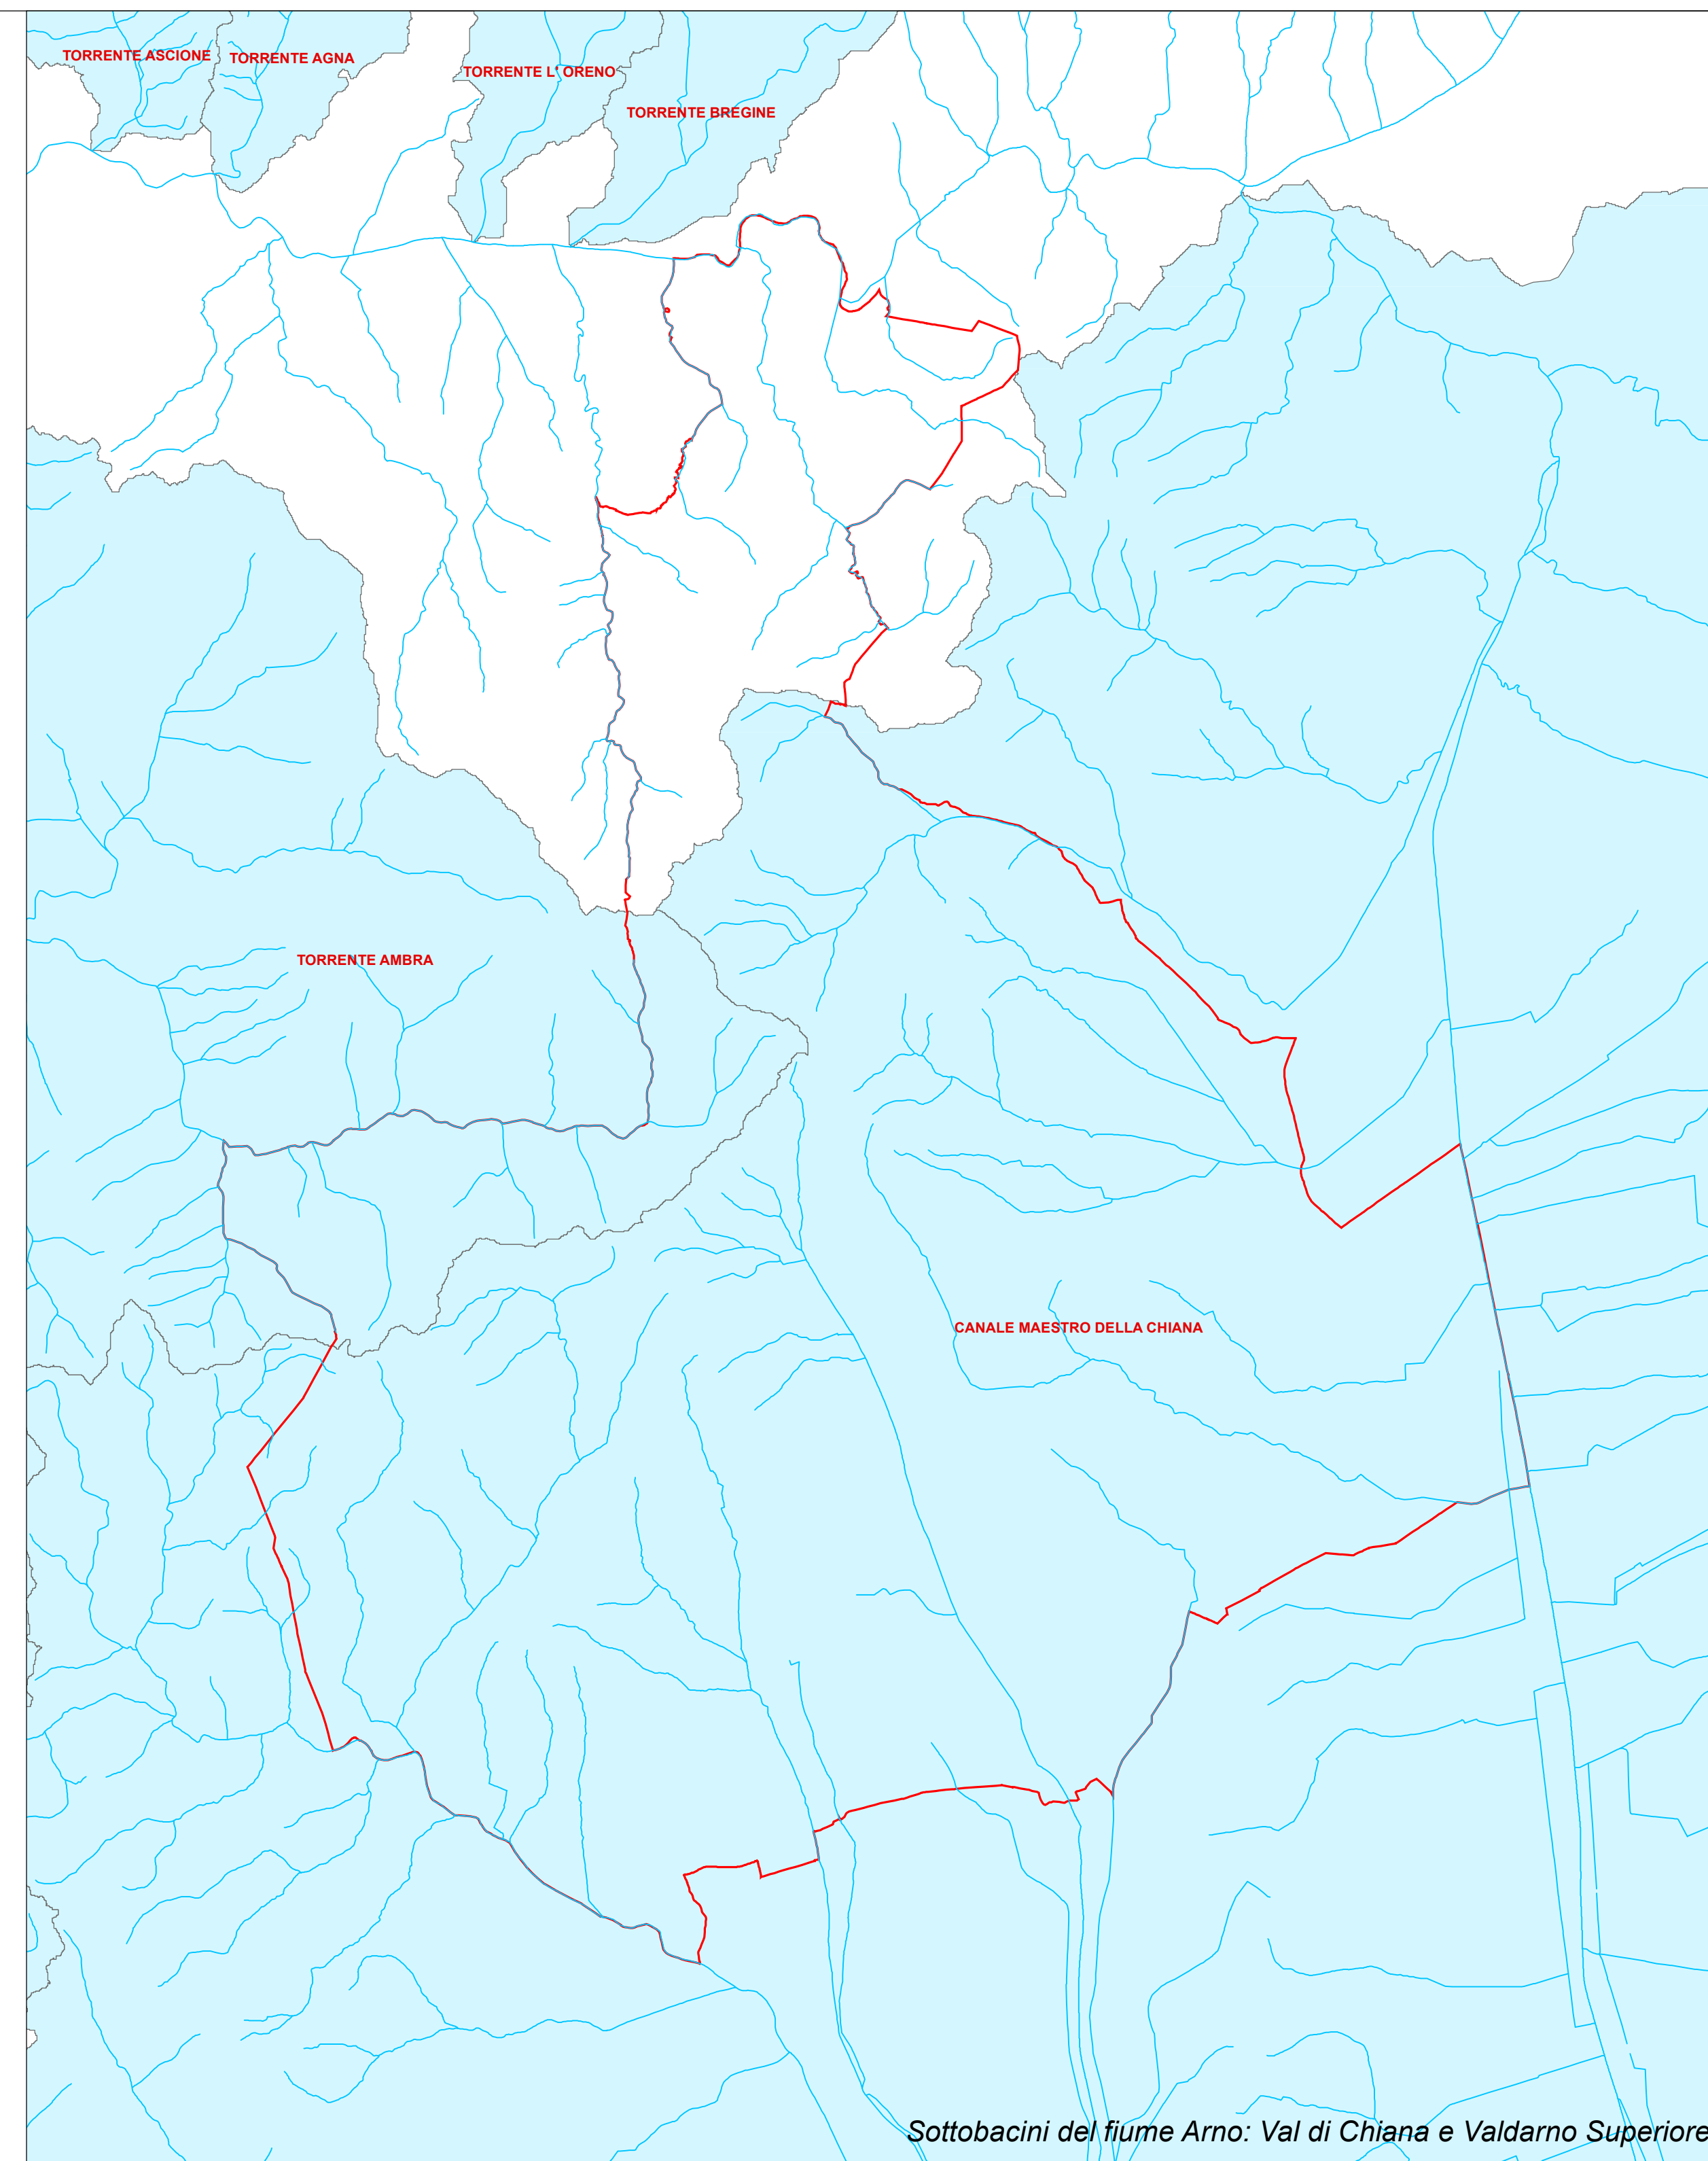 TORRENTE ASCIONE
TORRENTE AGNA
TORRENTE L' ORENO
TORRENTE BREGINE
TORRENTE AMBRA
CANALE MAESTRO DELLA CHIANA
Sottobacini del fiume Arno: Val di Chiana e Valdarno Superiore